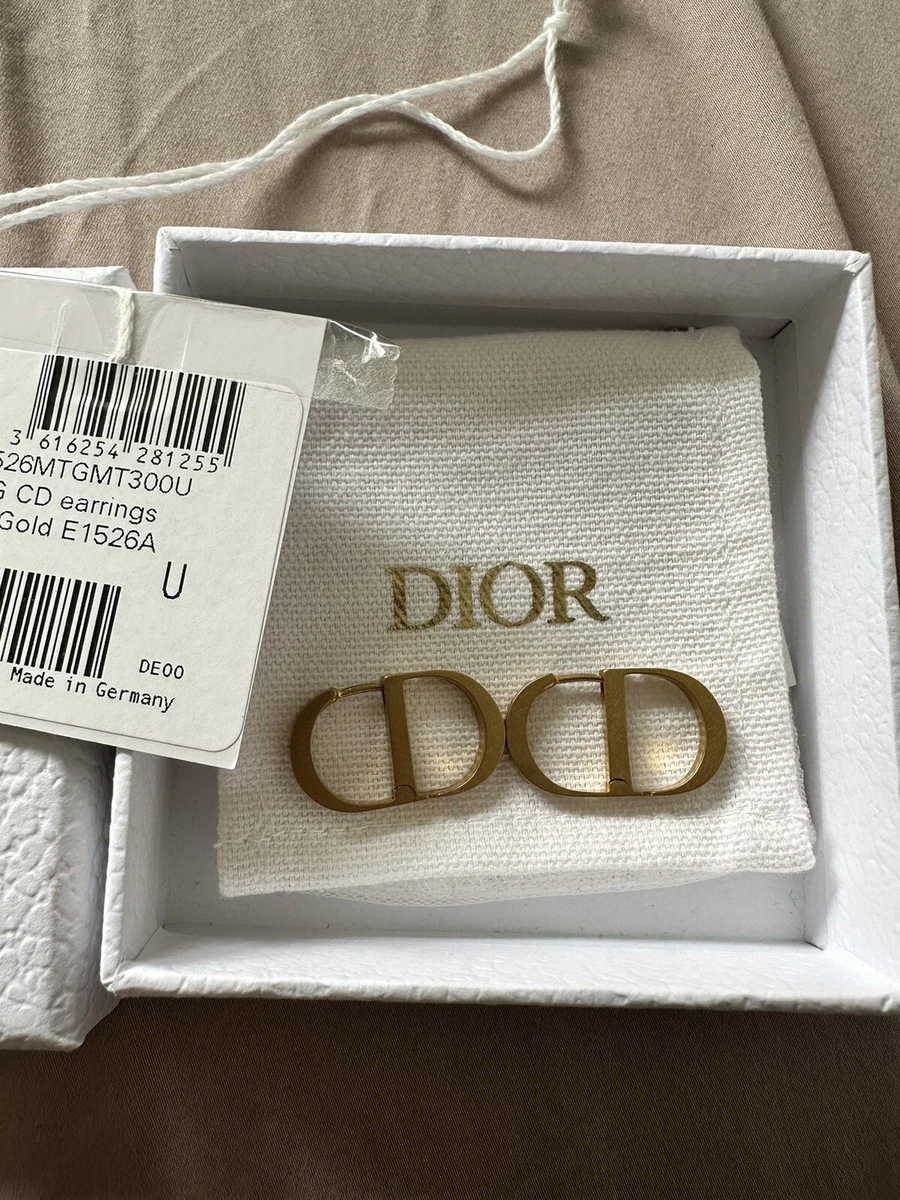 3 616254 281255
526MTGMT300U
G CD earrings
Gold E1526A
U
DE00
Made in Germany
DIOR